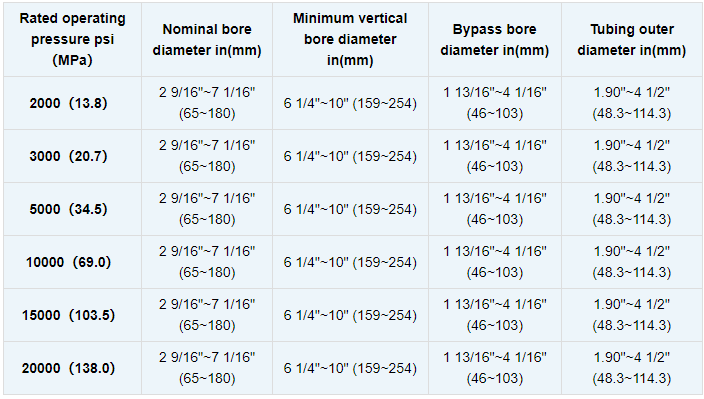 Rated operating pressure psi (MPa) Nominal bore diameter in(mm) Minimum vertical bore diameter in(mm) Bypass bore diameter in(mm) Tubing outer diameter in(mm)
2000（13.8） 2 9/16"~7 1/16" (65~180) 6 1/4"~10" (159~254) 1 13/16"~4 1/16" (46~103) 1.90"~4 1/2" (48.3~114.3)
3000（20.7） 2 9/16"~7 1/16" (65~180) 6 1/4"~10" (159~254) 1 13/16"~4 1/16" (46~103) 1.90"~4 1/2" (48.3~114.3)
5000（34.5） 2 9/16"~7 1/16" (65~180) 6 1/4"~10" (159~254) 1 13/16"~4 1/16" (46~103) 1.90"~4 1/2" (48.3~114.3)
10000（69.0） 2 9/16"~7 1/16" (65~180) 6 1/4"~10" (159~254) 1 13/16"~4 1/16" (46~103) 1.90"~4 1/2" (48.3~114.3)
15000（103.5） 2 9/16"~7 1/16" (65~180) 6 1/4"~10" (159~254) 1 13/16"~4 1/16" (46~103) 1.90"~4 1/2" (48.3~114.3)
20000（138.0） 2 9/16"~7 1/16" (65~180) 6 1/4"~10" (159~254) 1 13/16"~4 1/16" (46~103) 1.90"~4 1/2" (48.3~114.3)